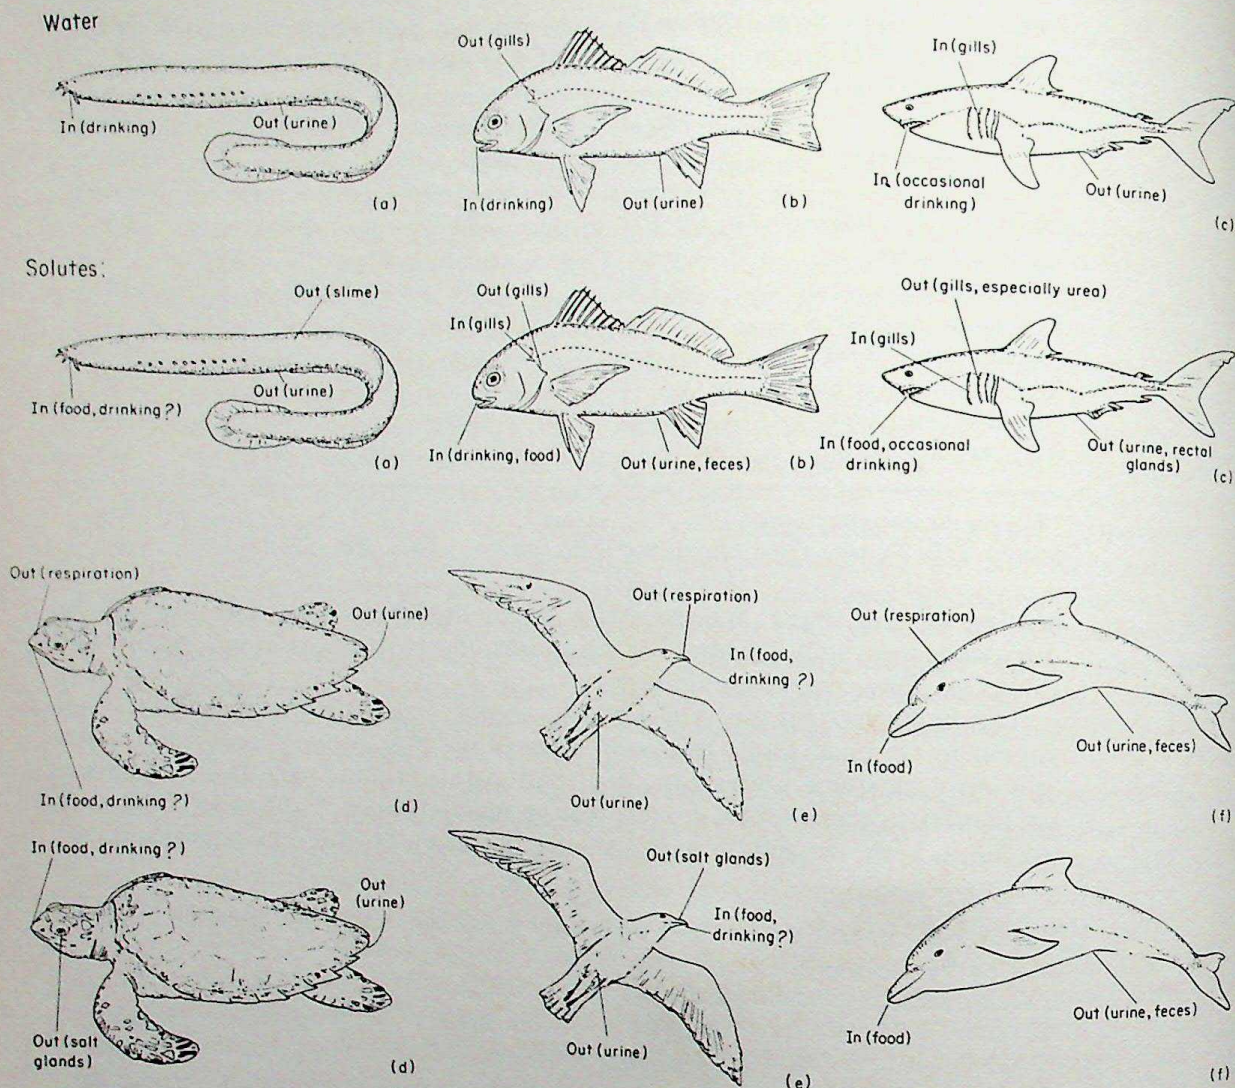 Water
In (drinking)
Out (urine)
(a)
Out (gills)
In (drinking)
Out (urine)
(b)
In (gills)
In (occasional
drinking)
Out (urine)
(c)
Solutes:
Out (slime)
Out (urine)
In (food, drinking ?)
(a)
Out (gills)
In (gills)
In (drinking, food)
Out (urine, feces)
(b)
Out (gills, especially urea)
In (gills)
In (food, occasional
drinking)
Out (urine, rectal
glands)
(c)
Out (respiration)
Out (urine)
In (food, drinking ?)
(d)
Out (respiration)
In (food,
drinking ?)
Out (urine)
(e)
Out (respiration)
In (food)
Out (urine, feces)
(f)
In (food, drinking ?)
Out
(urine)
Out (salt
glands)
(d)
Out (salt glands)
In (food,
drinking ?)
Out (urine)
(e)
In (food)
Out (urine, feces)
(f)